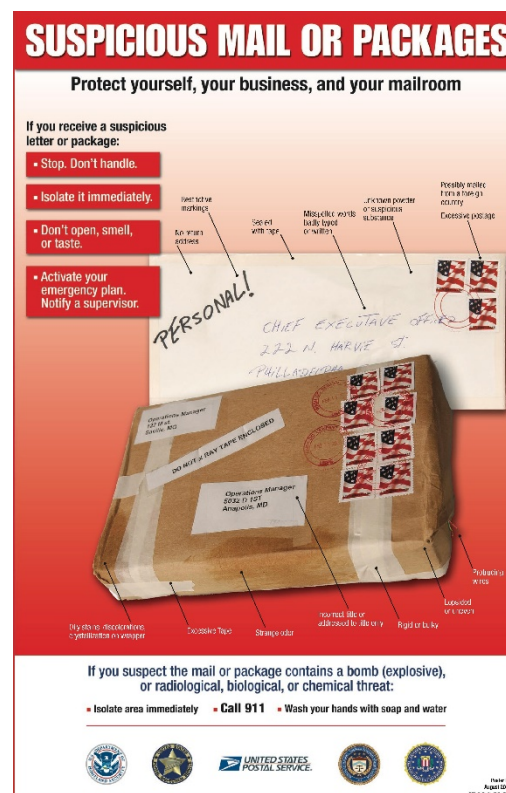 SUSPICIOUS MAIL OR PACKAGES
Protect yourself, your business, and your mailroom
If you receive a suspicious
letter or package:
▪ Stop. Don't handle.
▪ Isolate it immediately.
▪ Don't open, smell,
or taste.
▪ Activate your
emergency plan.
Notify a supervisor.
No return
address
Restrictive
markings
Sealed
with tape
Misspelled words
badly typed
or written
Unknown powder
or suspicious
substance
Possibly mailed
from a foreign
country
Excessive postage
PERSONAL!
CHIEF EXECUTAVE OFFICER
222 N. HARVIE ST
Operations Manager
Saville, MD
DO NOT X RAY TAPE ENCLOSED
Operations Manager
Anapolis, MD
Oily stains, discolorations,
crystallization on wrapper
Excessive Tape
Strange odor
Incorrect title or
addressed to title only
Rigid or bulky
Lopsided
or uneven
Protruding
wires
If you suspect the mail or package contains a bomb (explosive),
or radiological, biological, or chemical threat:
▪ Isolate area immediately ▪ Call 911 ▪ Wash your hands with soap and water
UNITED STATES
POSTAL SERVICE.